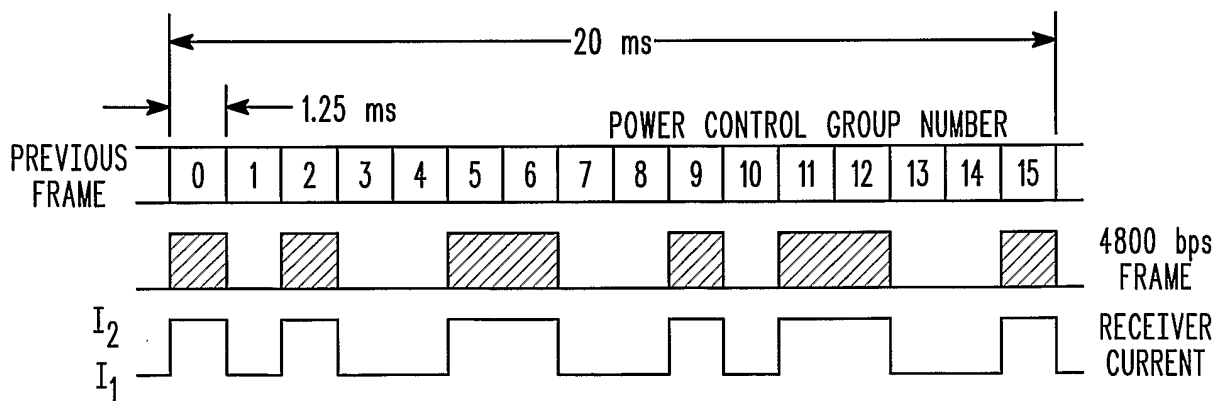 20 ms
1.25 ms
POWER CONTROL GROUP NUMBER
PREVIOUS
FRAME
0 1 2 3 4 5 6 7 8 9 10 11 12 13 14 15
4800 bps
FRAME
I2
I1
RECEIVER
CURRENT